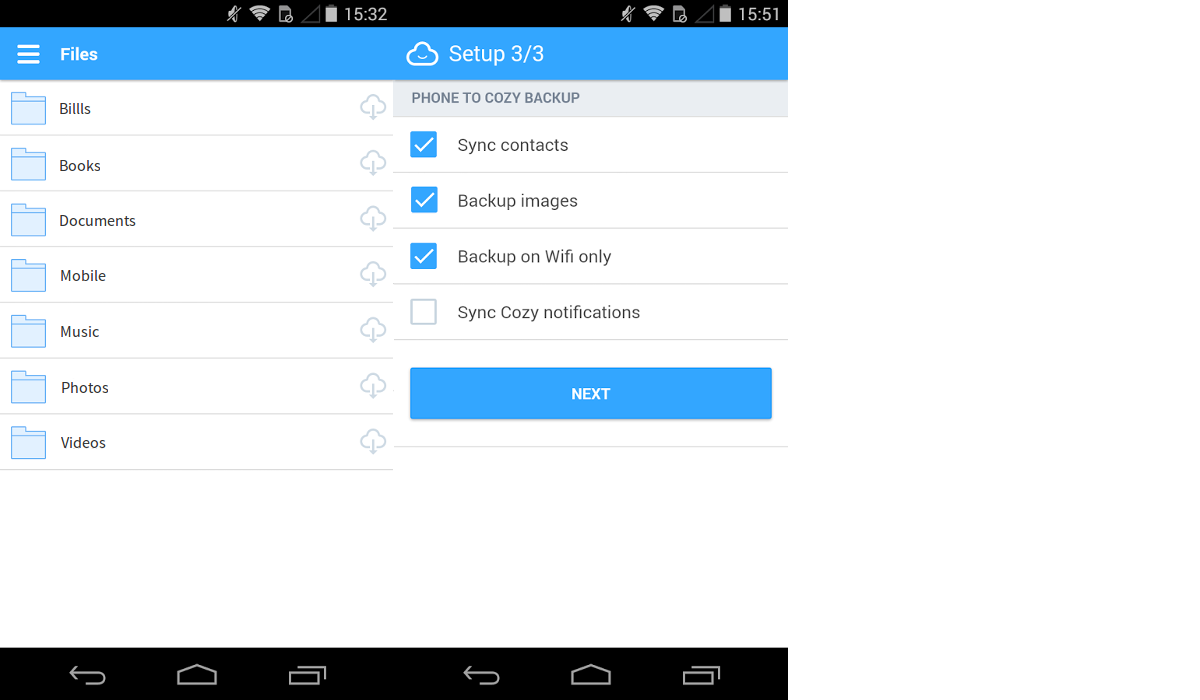 15:32
Files
Billls
Books
Documents
Mobile
Music
Photos
Videos
15:51
Setup 3/3
PHONE TO COZY BACKUP
Sync contacts
Backup images
Backup on Wifi only
Sync Cozy notifications
NEXT